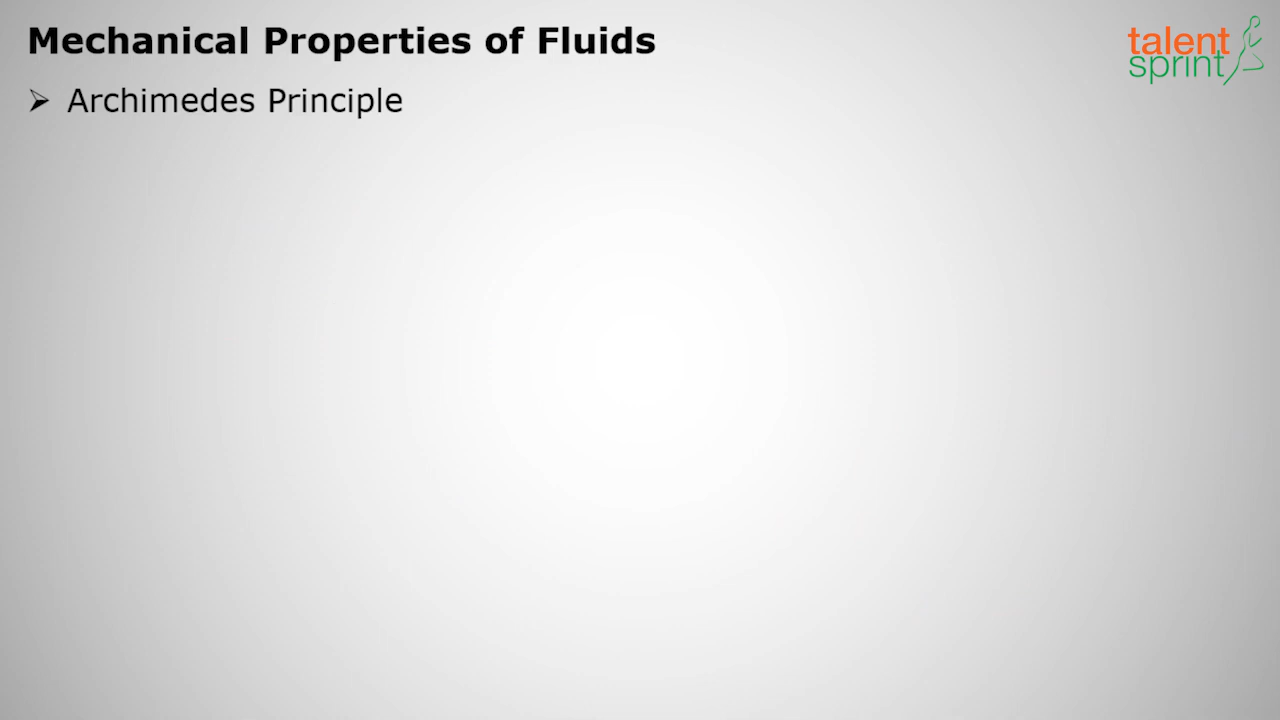 Mechanical Properties of Fluids
➢ Archimedes Principle
talent
sprint